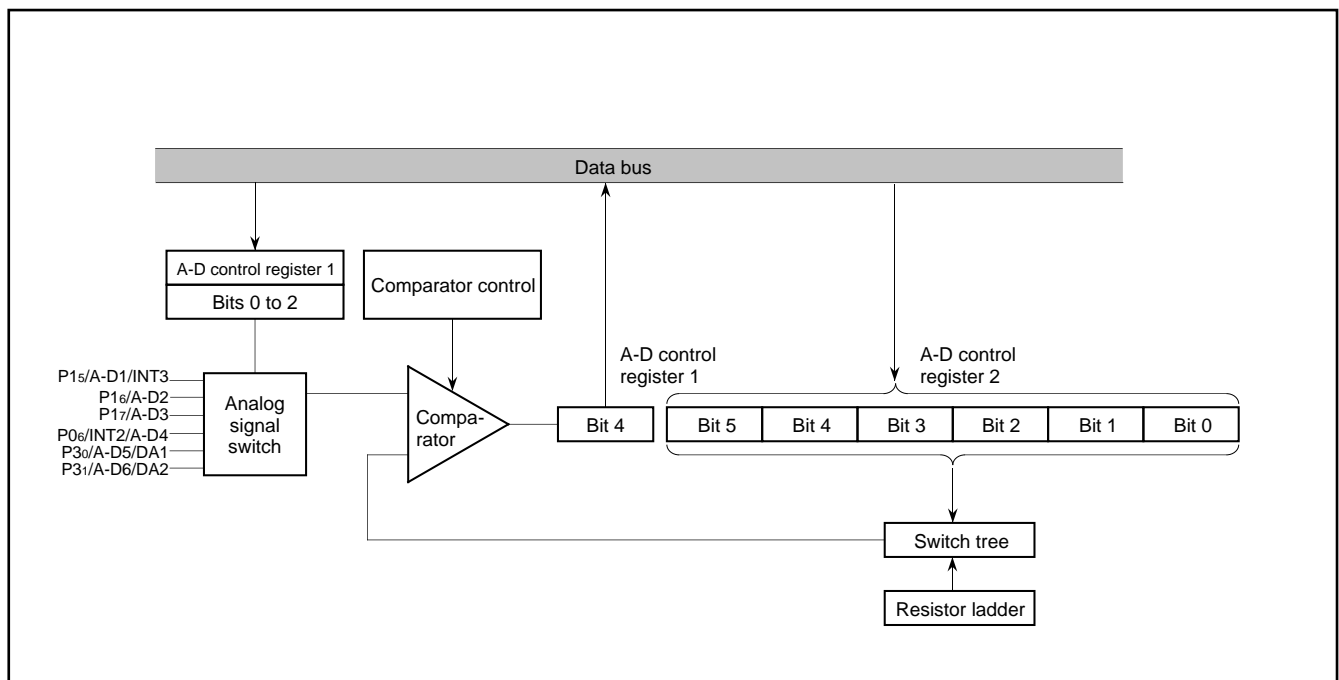 Data bus
A-D control register 1
Bits 0 to 2
Comparator control
A-D control
register 1
A-D control
register 2
P15/A-D1/INT3
P16/A-D2
P17/A-D3
P06/INT2/A-D4
P30/A-D5/DA1
P31/A-D6/DA2
Analog
signal
switch
Compa-
rator
Bit 4
Bit 5 Bit 4 Bit 3 Bit 2 Bit 1 Bit 0
Switch tree
Resistor ladder